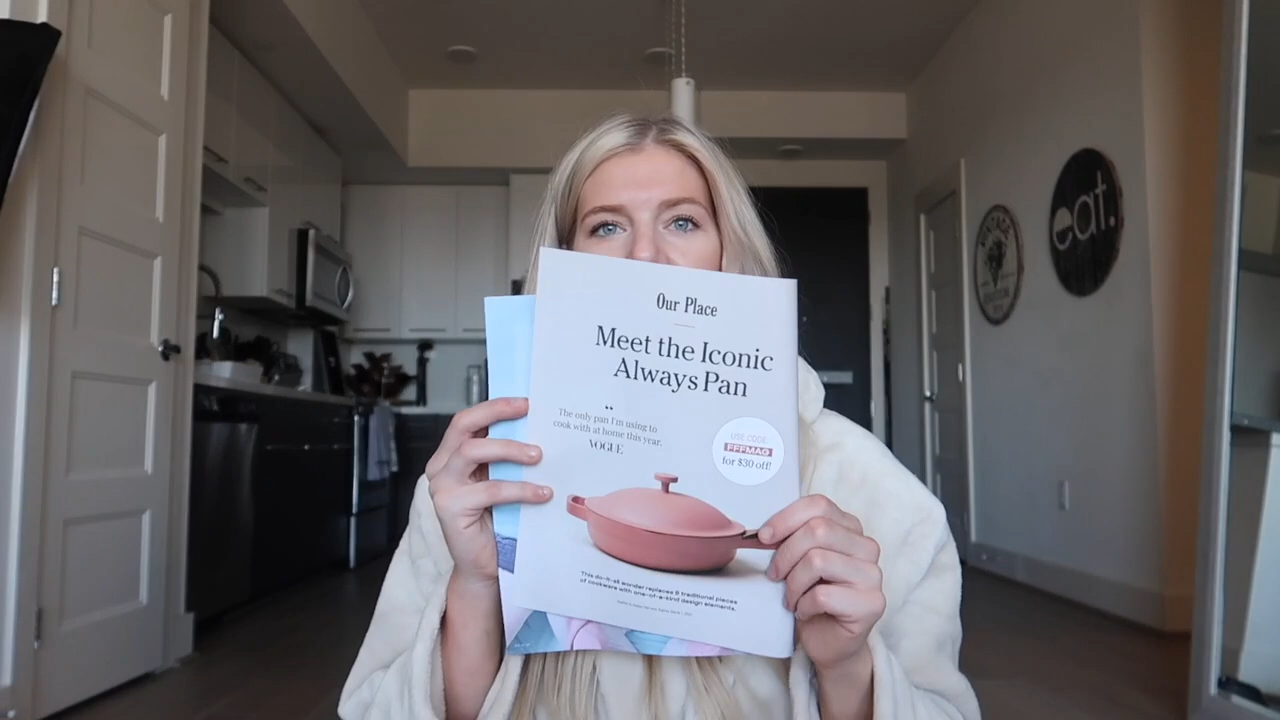 Our Place
Meet the Iconic
Always Pan
“
The only pan I'm using to
cook with at home this year.
VOGUE
USE CODE
FFFMAG
for $30 off!
This do-it-all wonder replaces 8 traditional pieces
of cookware with one-of-a-kind design elements.
eat.